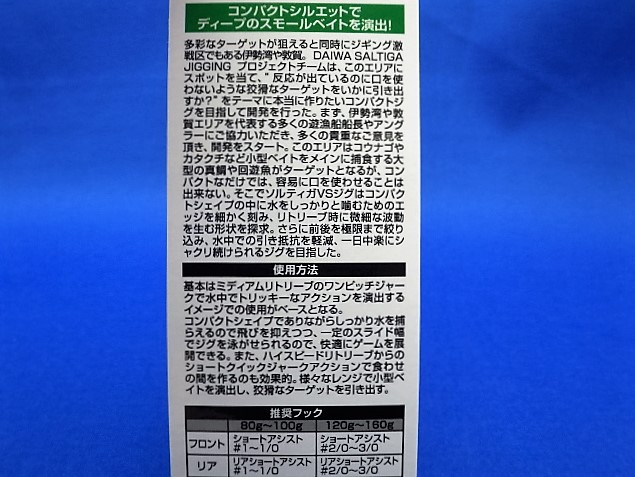 コンパクトシルエットで
ディープのスモールベイトを演出!
多彩なターゲットが狙えると同時にジギング激
戦区でもある伊勢湾や敦賀。DAIWA SALTIGA
JIGGING プロジェクトチームは、このエリアに
スポットを当て、"反応が出ているのに口を使
わないような狡猾なターゲットをいかに引き出
すか?"をテーマに本当に作りたいコンパクトジ
グを目指して開発を行った。まず、伊勢湾や敦
賀エリアを代表する多くの遊漁船船長やアング
ラーにご協力いただき、多くの貴重なご意見を
頂き、開発をスタート。このエリアはコウナゴや
カタクチなど小型ベイトをメインに捕食する大
型の真鯛や回遊魚がターゲットとなるが、コン
パクトなだけでは、容易に口を使わせることは
出来ない。そこでソルティガVSジグはコンパ
クトシェイプの中に水をしっかりと噛むためのエ
ッジを細かく刻み、リトリーブ時に微細な波動
を生む形状を探求。さらに前後を極限まで絞り
込み、水中での引き抵抗を軽減、一日中楽にシ
ャクリ続けられるジグを目指した。
使用方法
基本はミディアムリトリーブのワンピッチジャー
クで水中でトリッキーなアクションを演出する
イメージでの使用がベースとなる。
コンパクトシェイプでありながらしっかり水を捕
らえるので飛びを抑えつつ、一定のスライド幅
でジグを泳がせられるので、快適にゲームを展
開できる。また、ハイスピードリトリーブからの
ショートクイックジャークアクションで食わせ
の間を作るのも効果的。様々なレンジで小型ベ
イトを演出し、狡猾なターゲットを引き出す。
推奨フック
80g〜100g 120g〜160g
フロント ショートアシスト #1〜1/0 ショートアシスト #2/0〜3/0
リア リアショートアシスト #1〜1/0 リアショートアシスト #2/0〜3/0